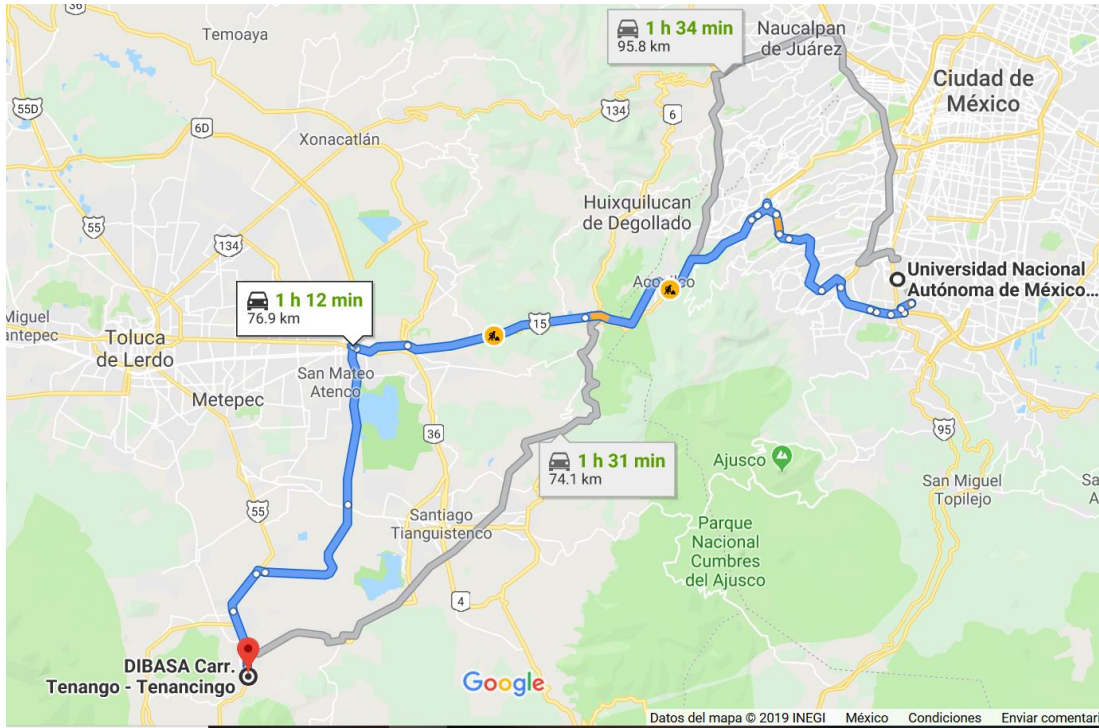 36
Temoaya
1 h 34 min
95.8 km
Naucalpan
de Juárez
Ciudad de
México
55D
134
6
6D
Xonacatlán
Huixquilucan
de Degollado
55
134
Universidad Nacional
Autónoma de México...
1 h 12 min
76.9 km
Miguel
15
Toluca
de Lerdo
San Mateo
Atenco
Metepec
36
95
1 h 31 min
74.1 km
Ajusco
San Miguel
Topilejo
Santiago
Tianguistenco
55
Parque
Nacional
Cumbres
del Ajusco
4
DIBASA Carr.
Tenango - Tenancingo
Google
Datos del mapa © 2019 INEGI México Condiciones Enviar comentar